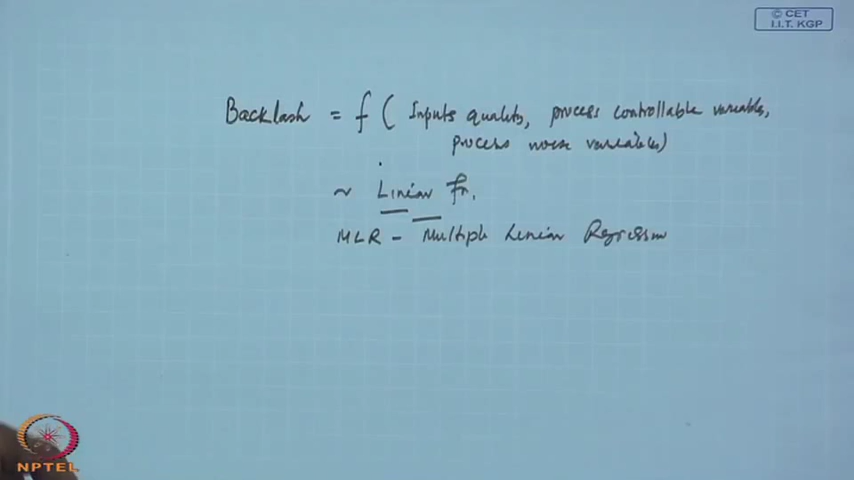 © CET
I.I.T. KGP
Backlash = f ( Inputs quality, process controllable variables,
process noise variables)
~ Linear fn.
MLR - Multiple Linear Regression
NPTEL